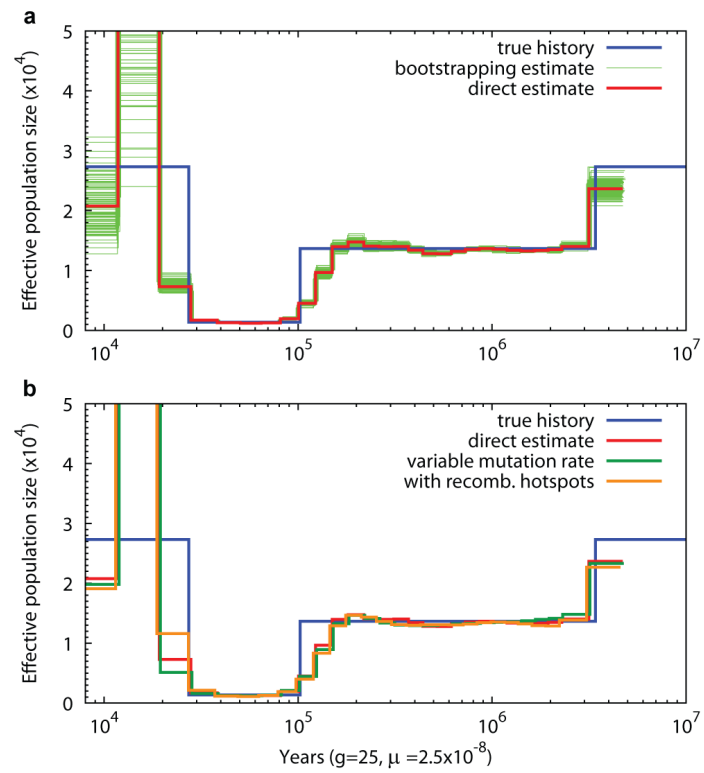 a
5
4
3
2
1
0
Effective population size (x10⁴)
true history
bootstrapping estimate
direct estimate
10⁴
10⁵
10⁶
10⁷
b
5
4
3
2
1
0
Effective population size (x10⁴)
true history
direct estimate
variable mutation rate
with recomb. hotspots
10⁴
10⁵
10⁶
10⁷
Years (g=25, μ =2.5x10⁻⁸)